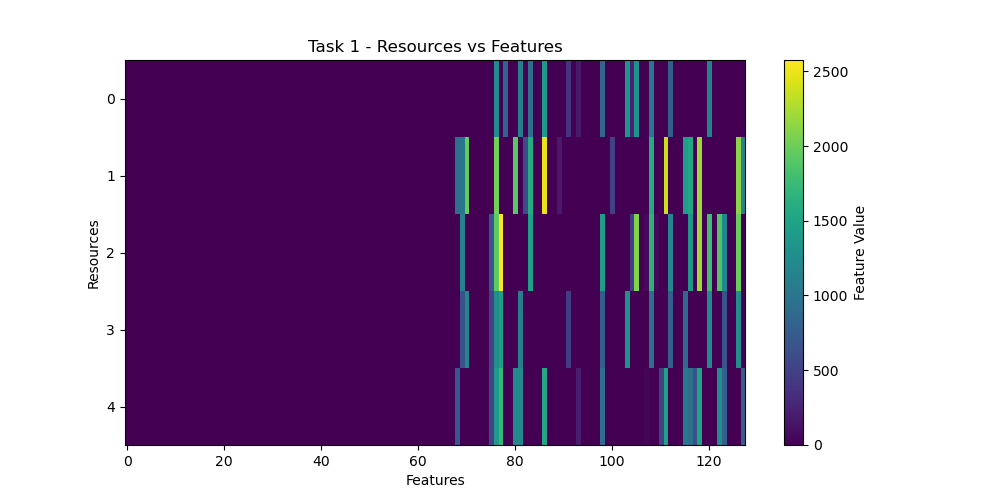 Task 1 - Resources vs Features
0
1
2
3
4
Resources
0 20 40 60 80 100 120
Features
2500
2000
1500
1000
500
0
Feature Value